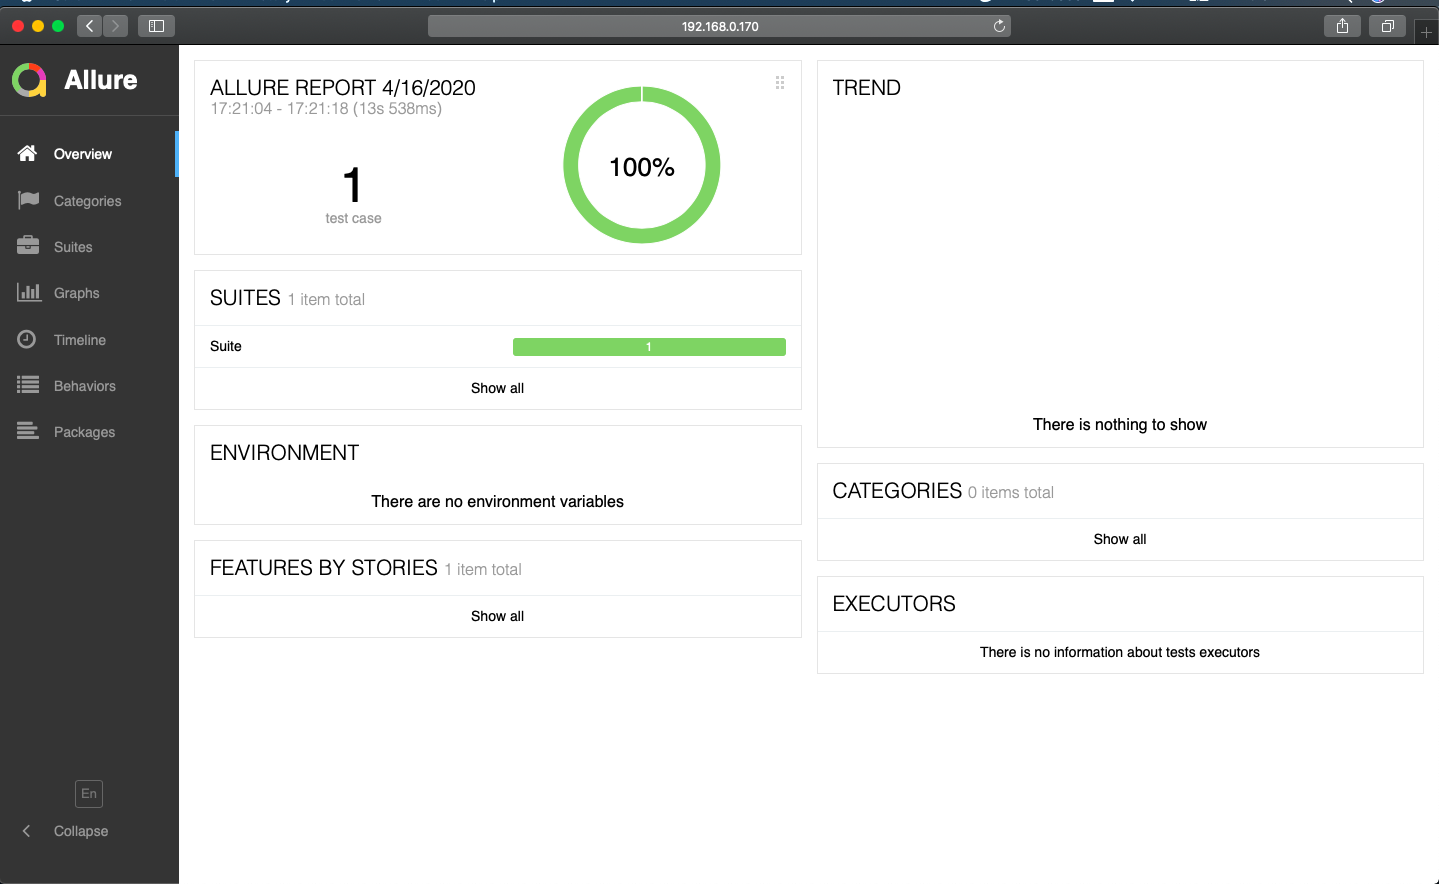 192.168.0.170
Allure
Overview
Categories
Suites
Graphs
Timeline
Behaviors
Packages
En
Collapse
ALLURE REPORT 4/16/2020
17:21:04 - 17:21:18 (13s 538ms)
1
test case
100%
SUITES 1 item total
Suite 1
Show all
ENVIRONMENT
There are no environment variables
FEATURES BY STORIES 1 item total
Show all
TREND
There is nothing to show
CATEGORIES 0 items total
Show all
EXECUTORS
There is no information about tests executors